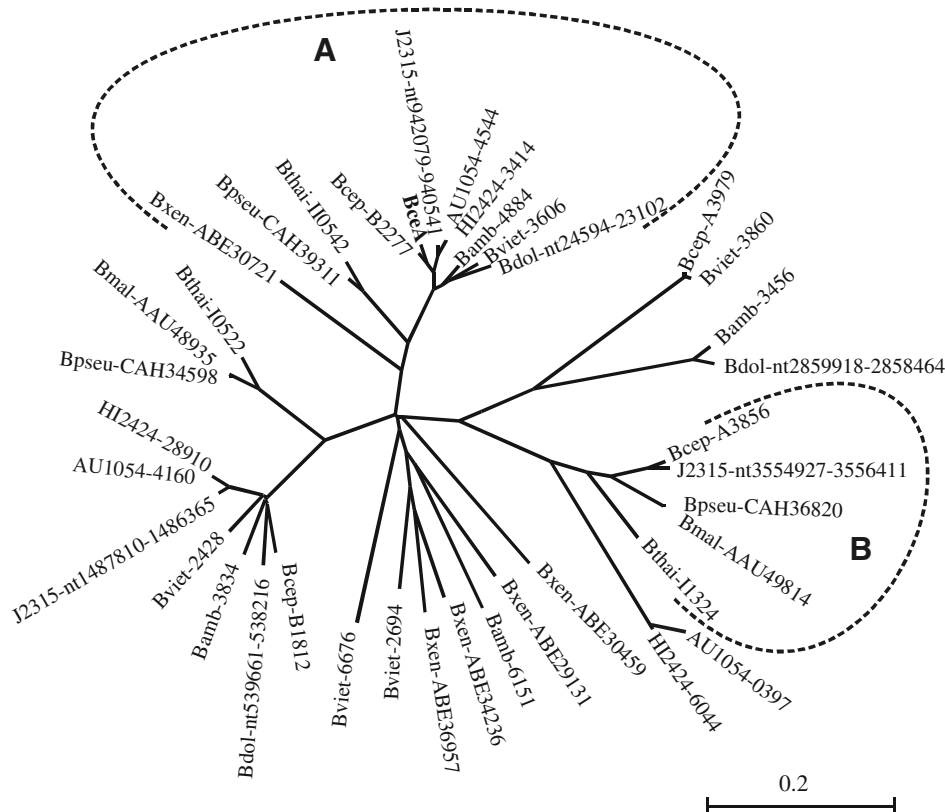 A
J2315-nt942079-940541
AU1054-4544
HI2424-3414
Bamb-4884
Bviet-3606
Bdol-nt24594-23102
BceA
Bcep-B2277
Bthai-II0542
Bpseu-CAH39311
Bxen-ABE30721
Bcep-A3979
Bviet-3860
Bamb-3456
Bdol-nt2859918-2858464
Bthai-I0522
Bmal-AAU48935
Bpseu-CAH34598
HI2424-28910
AU1054-4160
J2315-nt1487810-1486365
Bviet-2428
Bamb-3834
Bdol-nt539661-538216
Bcep-B1812
Bviet-6676
Bviet-2694
Bxen-ABE36957
Bxen-ABE34236
Bamb-6151
Bxen-ABE29131
Bxen-ABE30459
HI2424-6044
AU1054-0397
Bthai-I1324
Bmal-AAU49814
Bpseu-CAH36820
J2315-nt3554927-3556411
Bcep-A3856
B
0.2